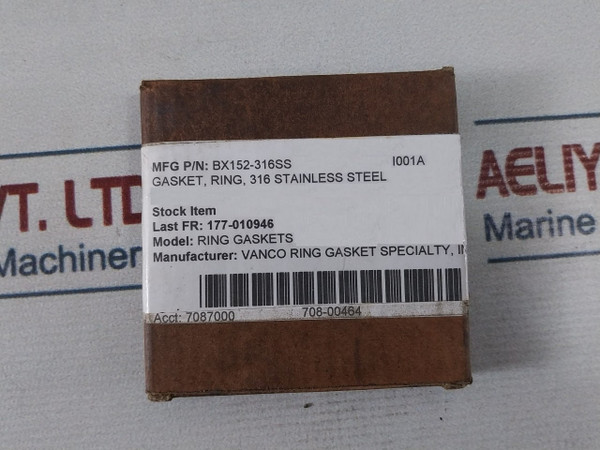 MFG P/N: BX152-316SS I001A
GASKET, RING, 316 STAINLESS STEEL
Stock Item
Last FR: 177-010946
Model: RING GASKETS
Manufacturer: VANCO RING GASKET SPECIALTY, IN
Acct: 7087000 708-00464
VT. LTD
Machiner
AELIY
Marine